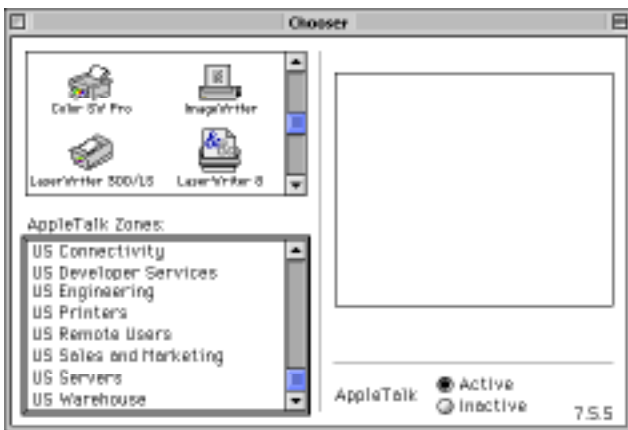 Chooser
Color SW Pro
ImageWriter
LaserWriter 300/LS
LaserWriter 8
AppleTalk Zones:
US Connectivity
US Developer Services
US Engineering
US Printers
US Remote Users
US Sales and Marketing
US Servers
US Warehouse
AppleTalk
Active
Inactive
7.5.5